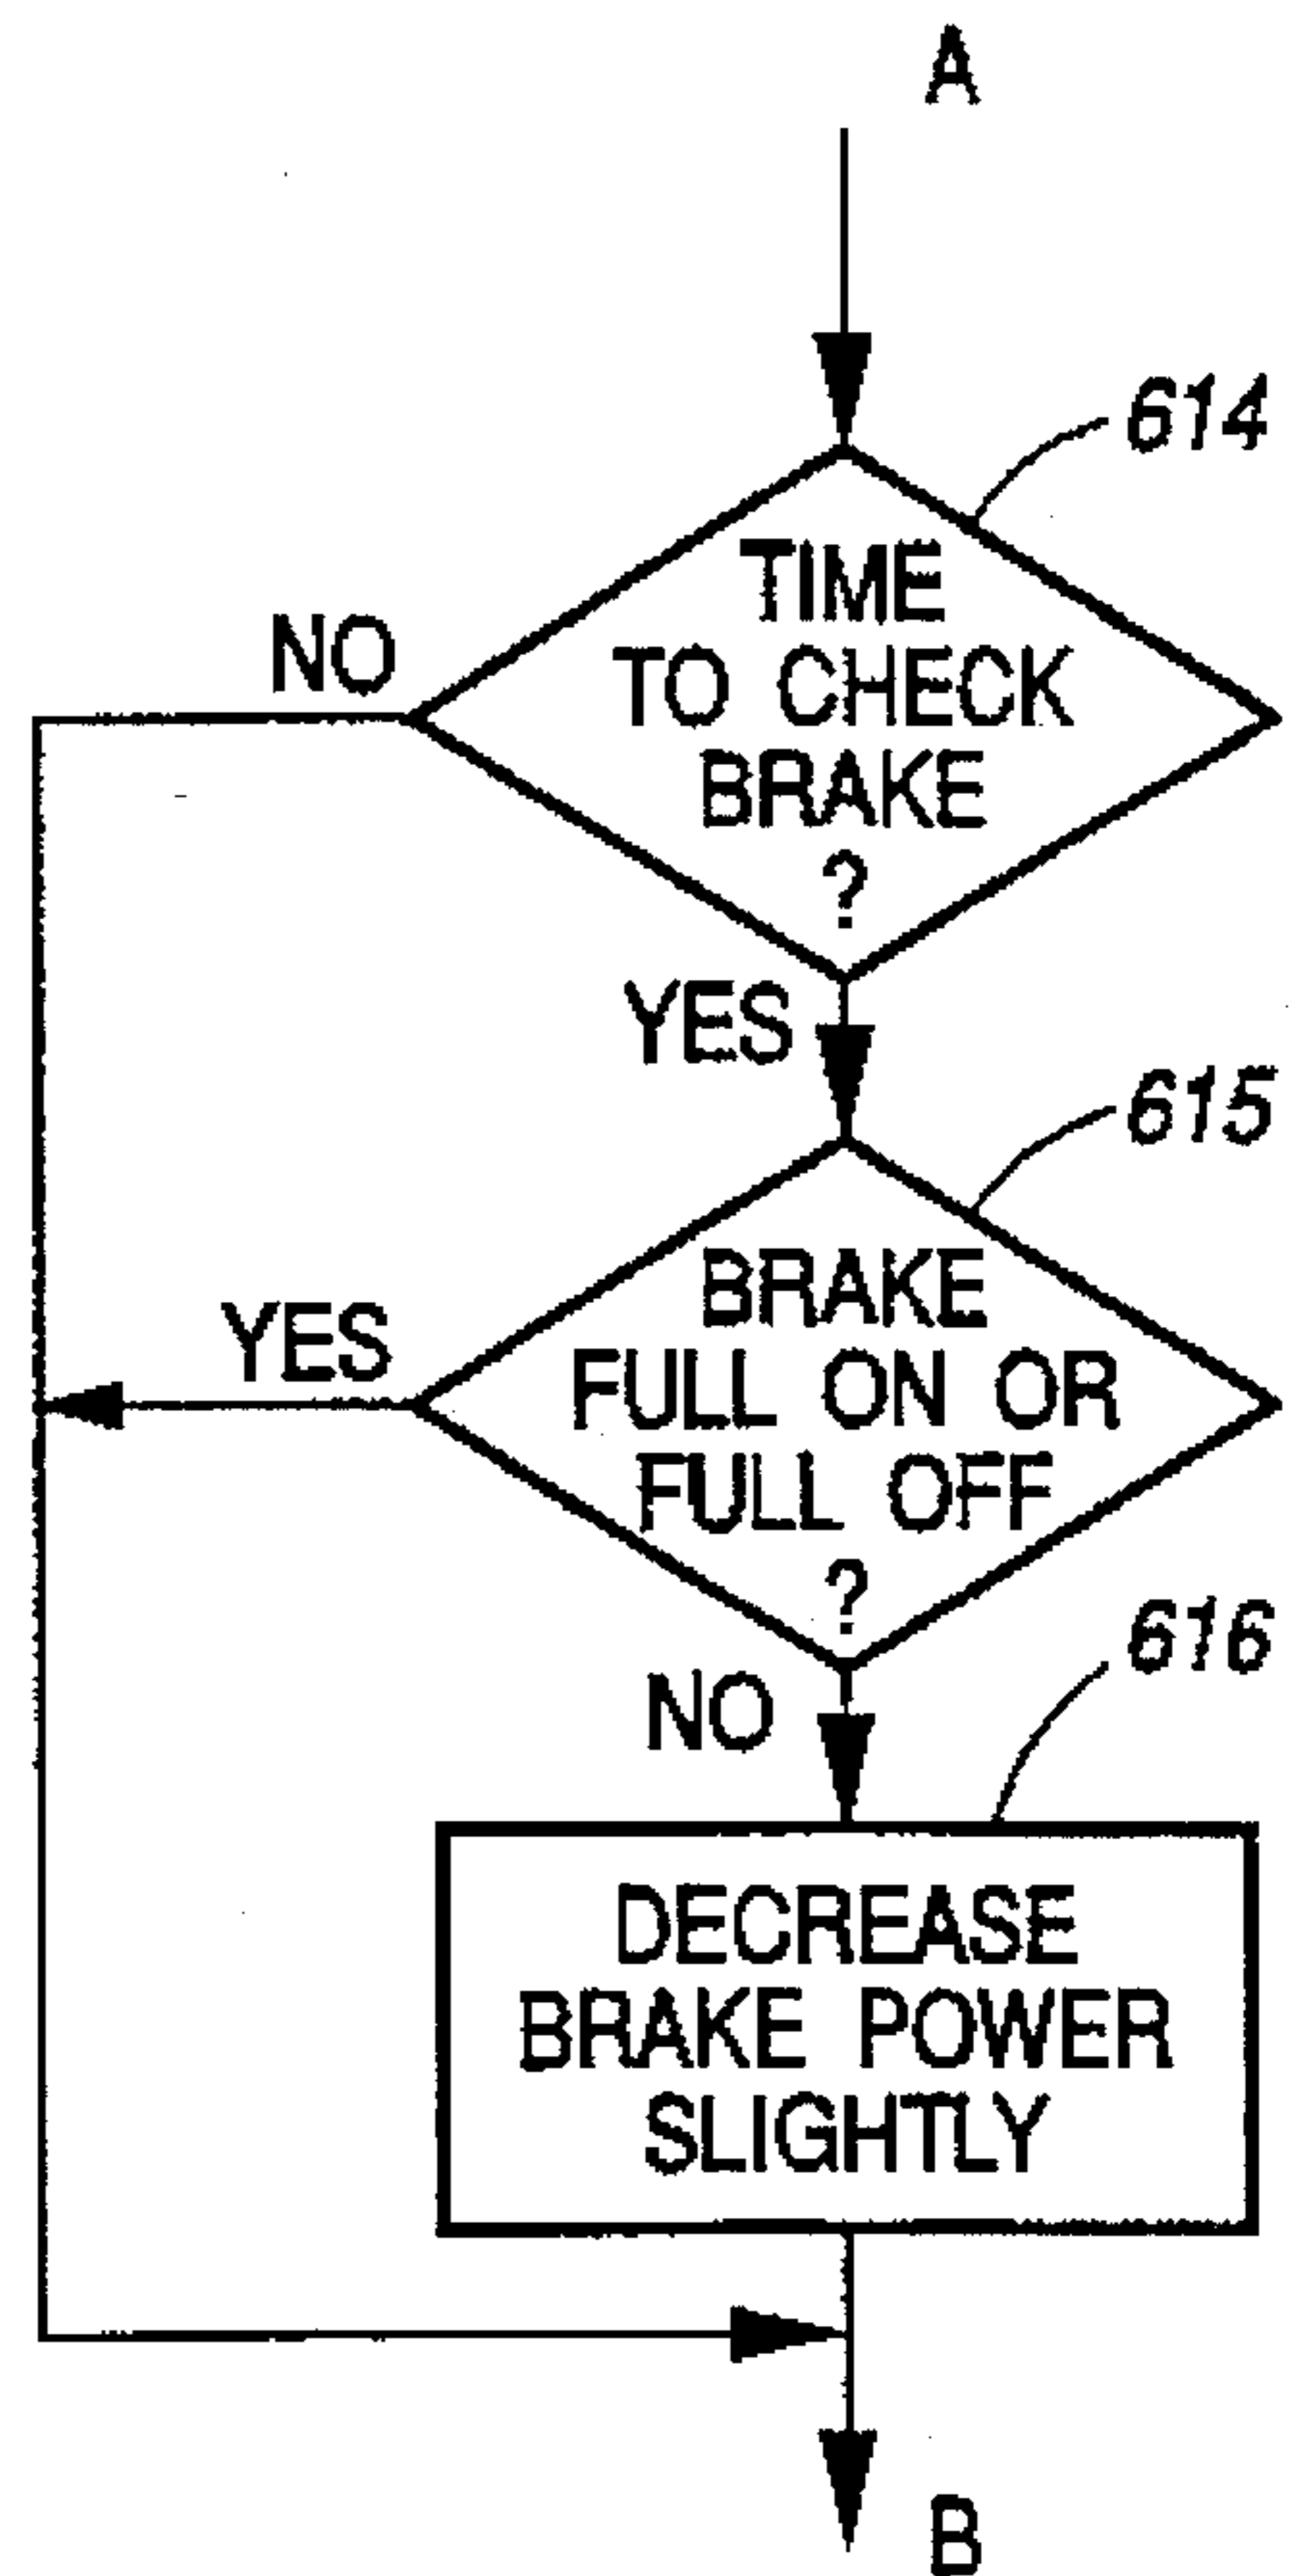 A
614
TIME
TO CHECK
BRAKE
?
NO
YES
615
BRAKE
FULL ON OR
FULL OFF
?
YES
NO
616
DECREASE
BRAKE POWER
SLIGHTLY
B